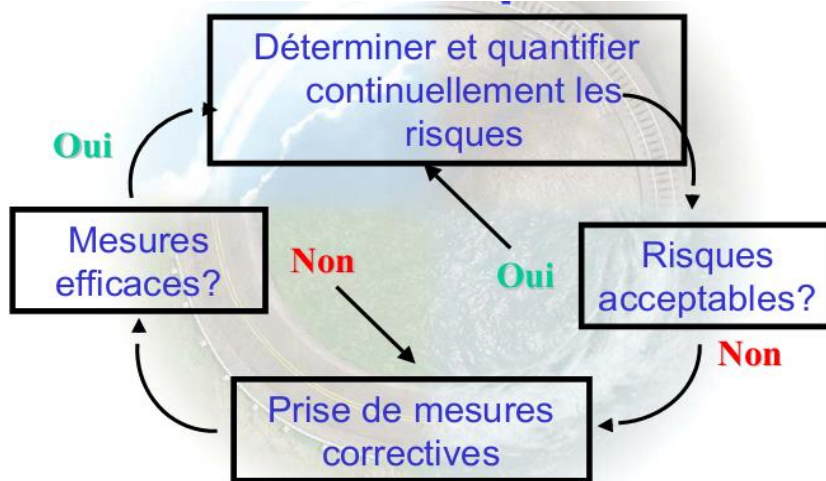 Déterminer et quantifier
continuellement les
risques
Oui
Mesures
efficaces?
Non
Oui
Risques
acceptables?
Non
Prise de mesures
correctives